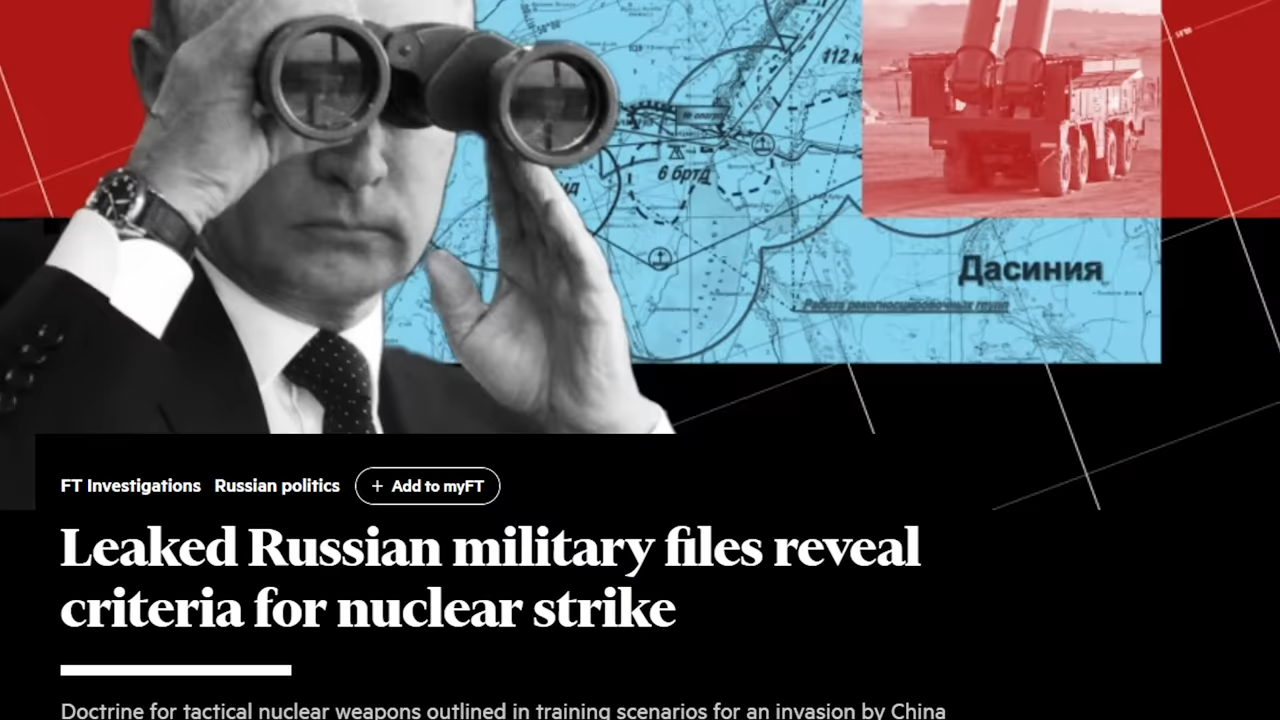 112 м
6 бртд
Дасиния
FT Investigations Russian politics + Add to myFT
Leaked Russian military files reveal
criteria for nuclear strike
Doctrine for tactical nuclear weapons outlined in training scenarios for an invasion by China